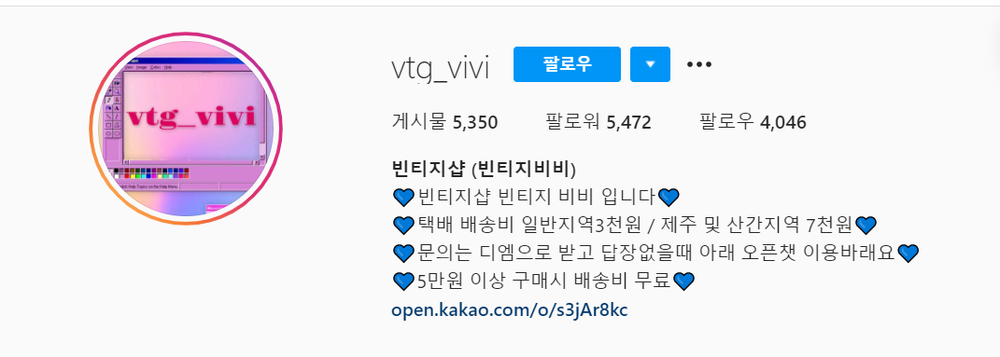 vtg_vivi 팔로우
게시물 5,350 팔로워 5,472 팔로우 4,046
vtg_vivi
빈티지샵 (빈티지비비)
💙빈티지샵 빈티지 비비 입니다💙
💙택배 배송비 일반지역3천원 / 제주 및 산간지역 7천원💙
💙문의는 디엠으로 받고 답장없을때 아래 오픈챗 이용바래요💙
💙5만원 이상 구매시 배송비 무료💙
open.kakao.com/o/s3jAr8kc